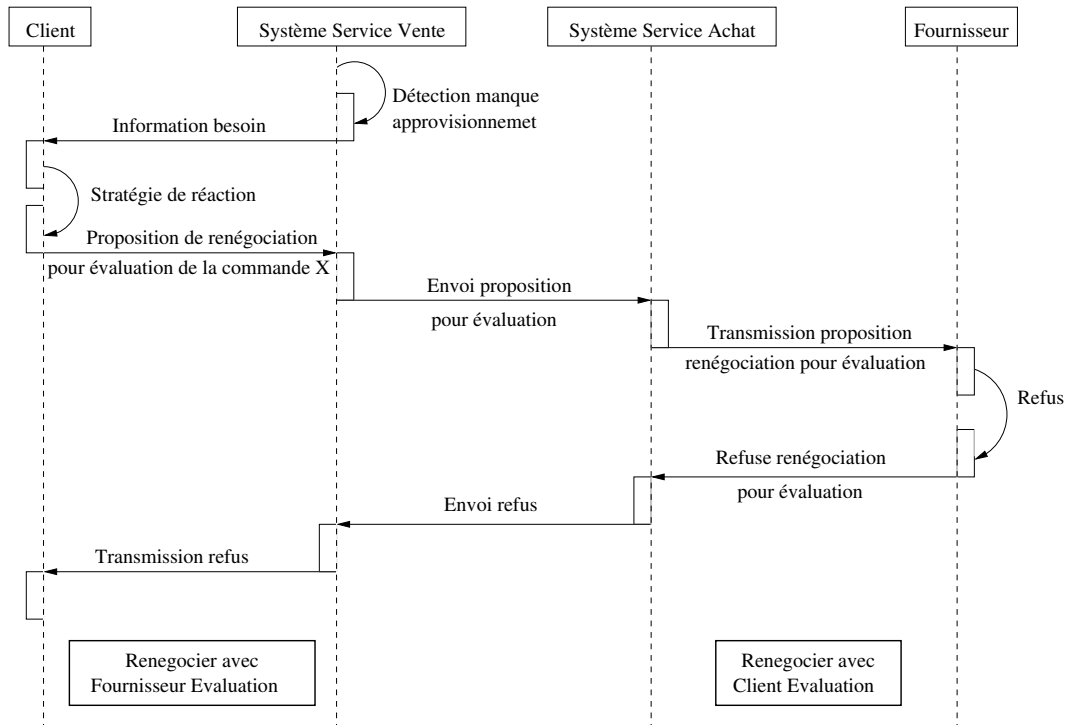 Client
Système Service Vente
Système Service Achat
Fournisseur
Détection manque
approvisionnemet
Information besoin
Stratégie de réaction
Proposition de renégociation
pour évaluation de la commande X
Envoi proposition
pour évaluation
Transmission proposition
renégociation pour évaluation
Refus
Refuse renégociation
pour évaluation
Envoi refus
Transmission refus
Renegocier avec
Fournisseur Evaluation
Renegocier avec
Client Evaluation